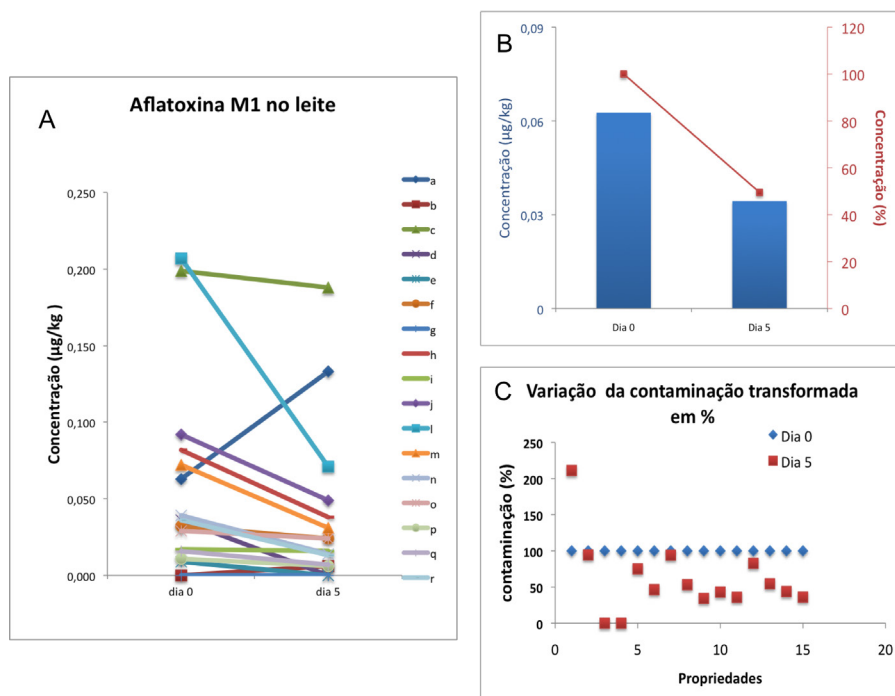 A
Aflatoxina M1 no leite
Concentração (µg/kg )
0,250
0,200
0,150
0,100
0,050
0,000
dia 0
dia 5
a
b
c
d
e
f
g
h
i
j
l
m
n
o
p
q
r
B
Concentração (µg/kg)
0,09
0,06
0,03
0
Dia 0
Dia 5
120
100
80
60
40
20
0
Concentração (%)
C
Variação da contaminação transformada
em %
Dia 0
Dia 5
contaminação (%)
250
200
150
100
50
0
0
5
10
15
20
Propriedades